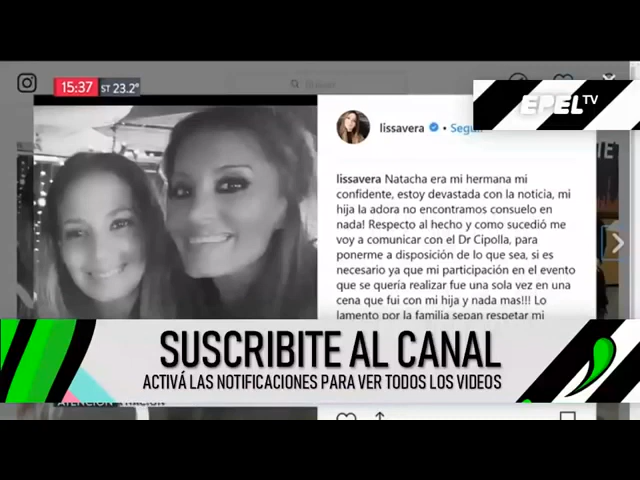 15:37 ST 23.2°
EPEL TV
lissavera • Segui
lissavera Natacha era mi hermana mi
confidente, estoy devastada con la noticia, mi
hija la adora no encontramos consuelo en
nada! Respecto al hecho y como sucedió me
voy a comunicar con el Dr Cipolla, para
ponerme a disposición de lo que sea, si es
necesario ya que mi participación en el evento
que se quería realizar fue una sola vez en una
cena que fui con mi hija y nada mas!!! Lo
lamento por la familia sepan respetar mi
SUSCRIBITE AL CANAL
ACTIVÁ LAS NOTIFICACIONES PARA VER TODOS LOS VIDEOS